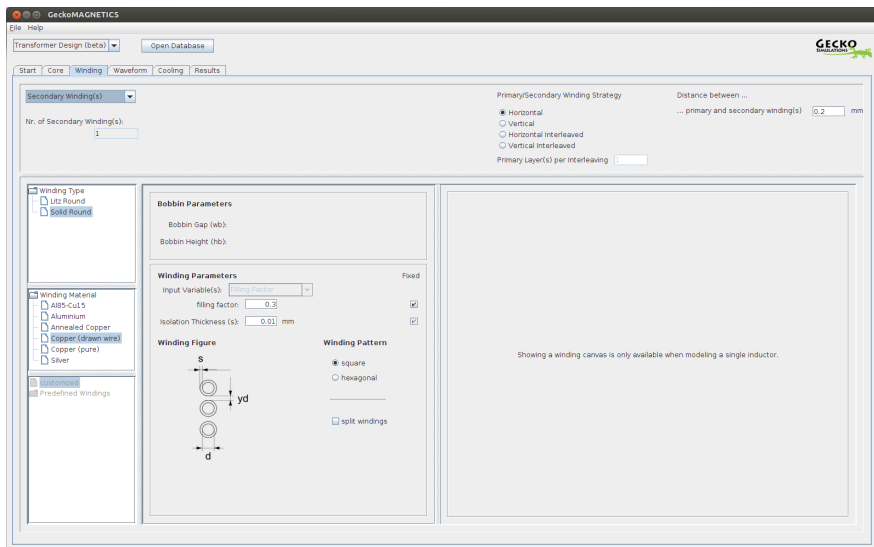 GeckoMAGNETICS
File Help
Transformer Design (beta) Open Database
GECKO
SIMULATIONS
Start Core Winding Waveform Cooling Results
Secondary Winding(s)
Nr. of Secondary Winding(s):
1
Primary/Secondary Winding Strategy
Horizontal
Vertical
Horizontal Interleaved
Vertical Interleaved
Primary Layer(s) per Interleaving 1
Distance between ...
... primary and secondary winding(s) 0.2 mm
Winding Type
Litz Round
Solid Round
Winding Material
Al85-Cu15
Aluminium
Annealed Copper
Copper (drawn wire)
Copper (pure)
Silver
customized
Predefined Windings
Bobbin Parameters
Bobbin Gap (wb):
Bobbin Height (hb):
Winding Parameters Fixed
Input Variable(s): Filling Factor
filling factor: 0.3
Isolation Thickness (s): 0.01 mm
Winding Figure
s
yd
d
Winding Pattern
square
hexagonal
split windings
Showing a winding canvas is only available when modeling a single inductor.